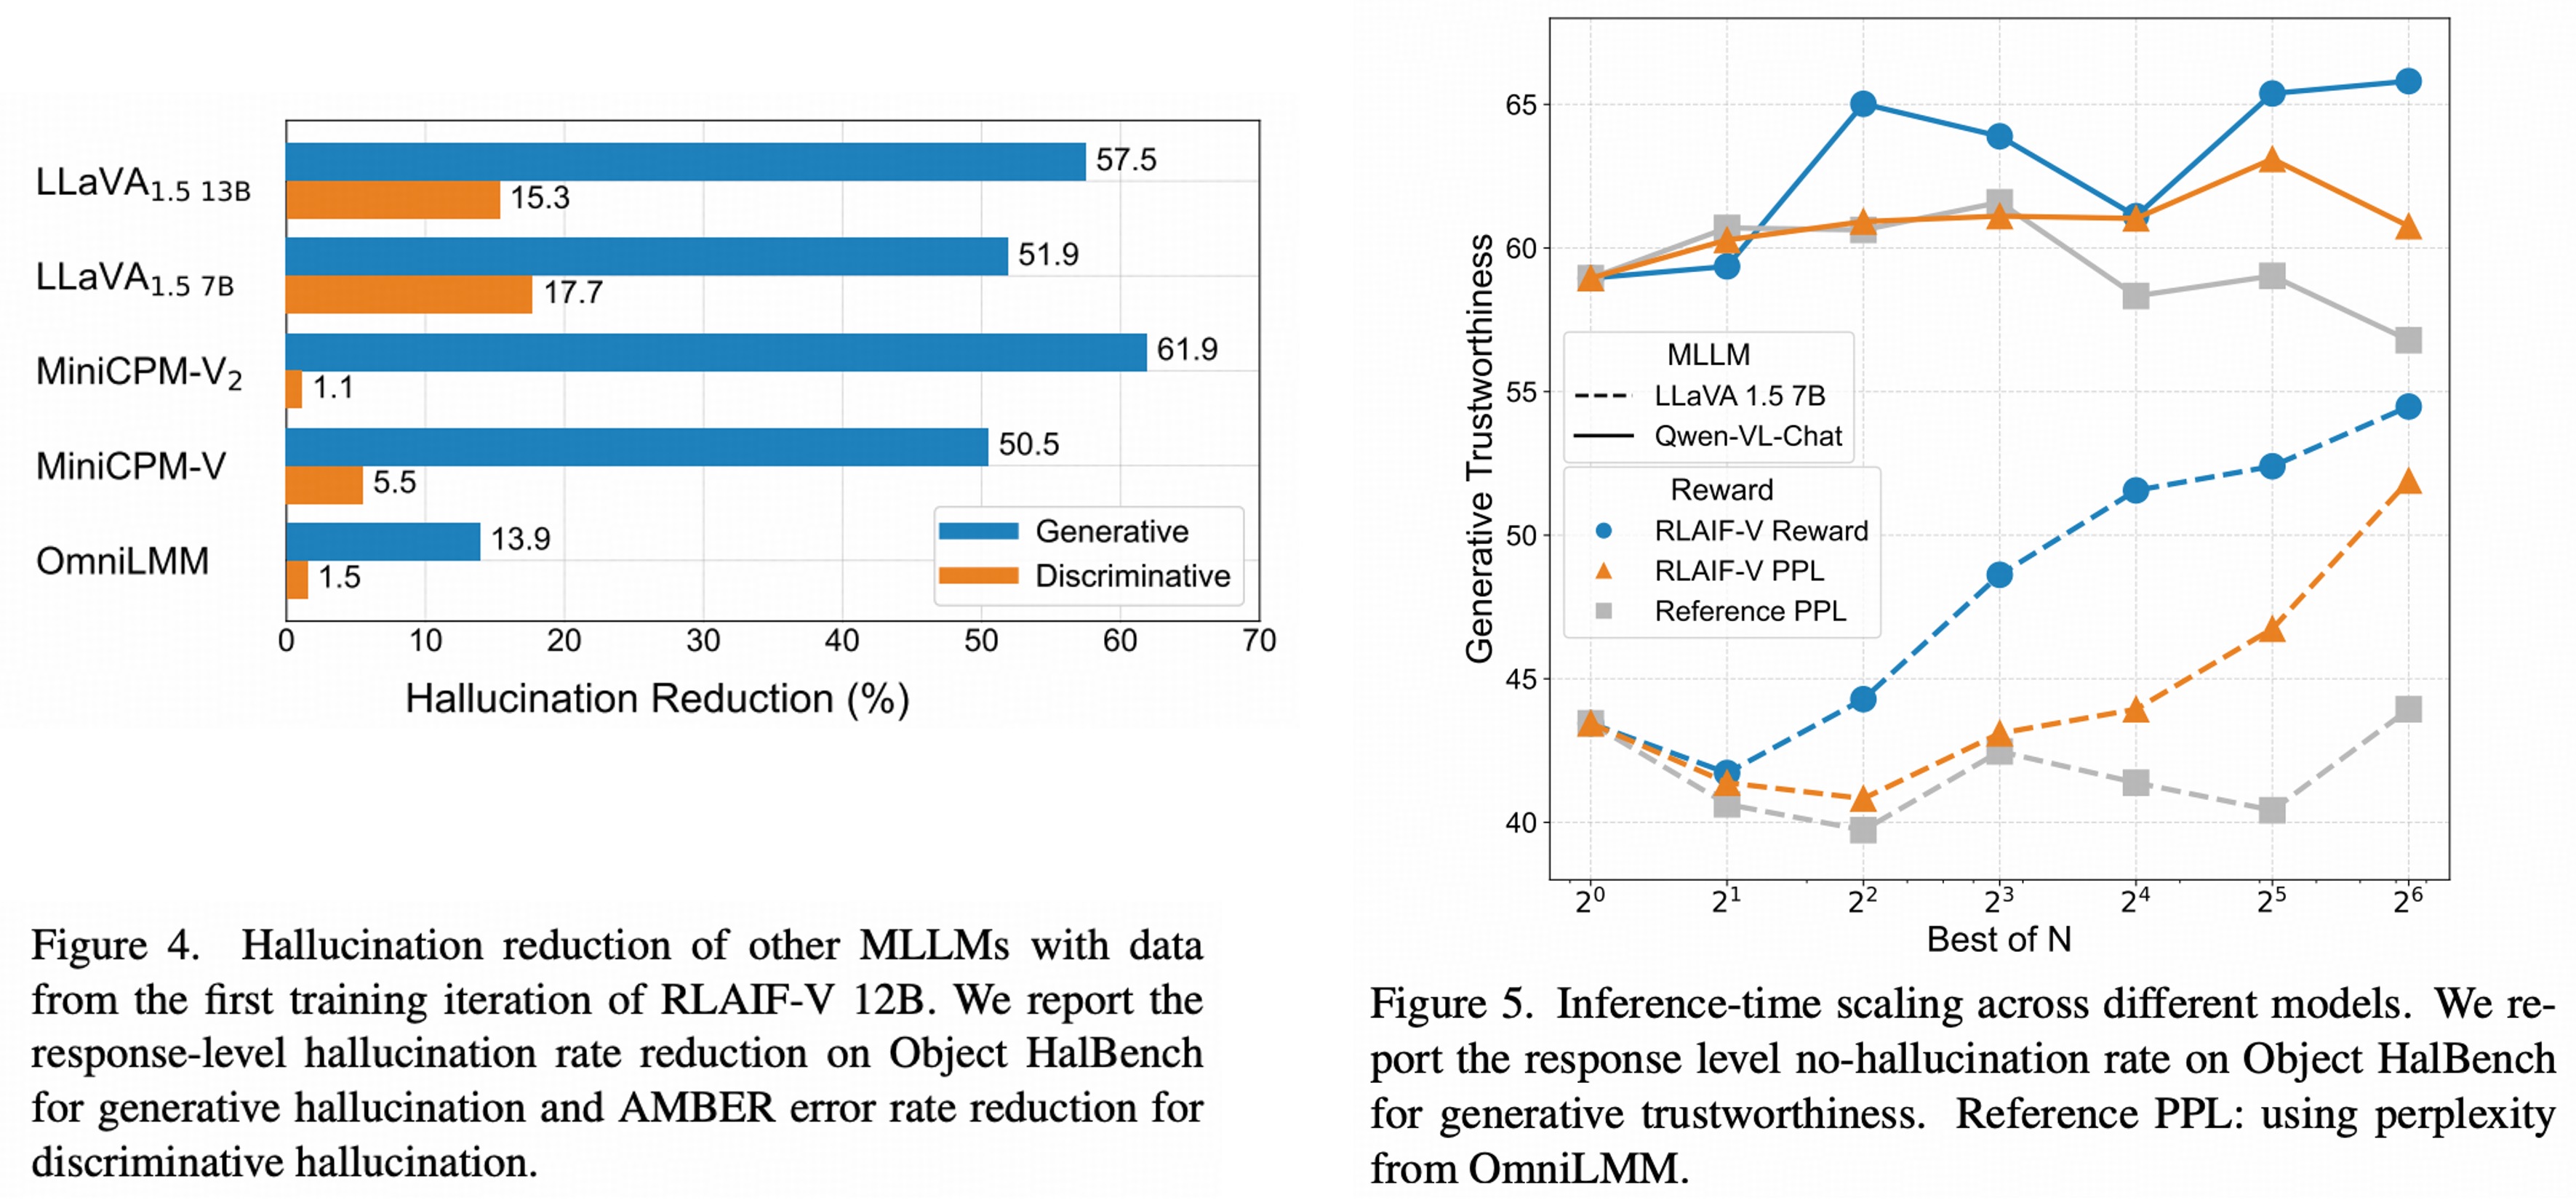 LLaVA1.5 13B
57.5
15.3
LLaVA1.5 7B
51.9
17.7
MiniCPM-V2
61.9
1.1
MiniCPM-V
50.5
5.5
OmniLMM
13.9
1.5
Generative
Discriminative
0 10 20 30 40 50 60 70
Hallucination Reduction (%)
Figure 4. Hallucination reduction of other MLLMs with data
from the first training iteration of RLAIF-V 12B. We report the
response-level hallucination rate reduction on Object HalBench
for generative hallucination and AMBER error rate reduction for
discriminative hallucination.
Generative Trustworthiness
65
60
55
50
45
40
MLLM
LLaVA 1.5 7B
Qwen-VL-Chat
Reward
RLAIF-V Reward
RLAIF-V PPL
Reference PPL
2^0 2^1 2^2 2^3 2^4 2^5 2^6
Best of N
Figure 5. Inference-time scaling across different models. We re-
port the response level no-hallucination rate on Object HalBench
for generative trustworthiness. Reference PPL: using perplexity
from OmniLMM.